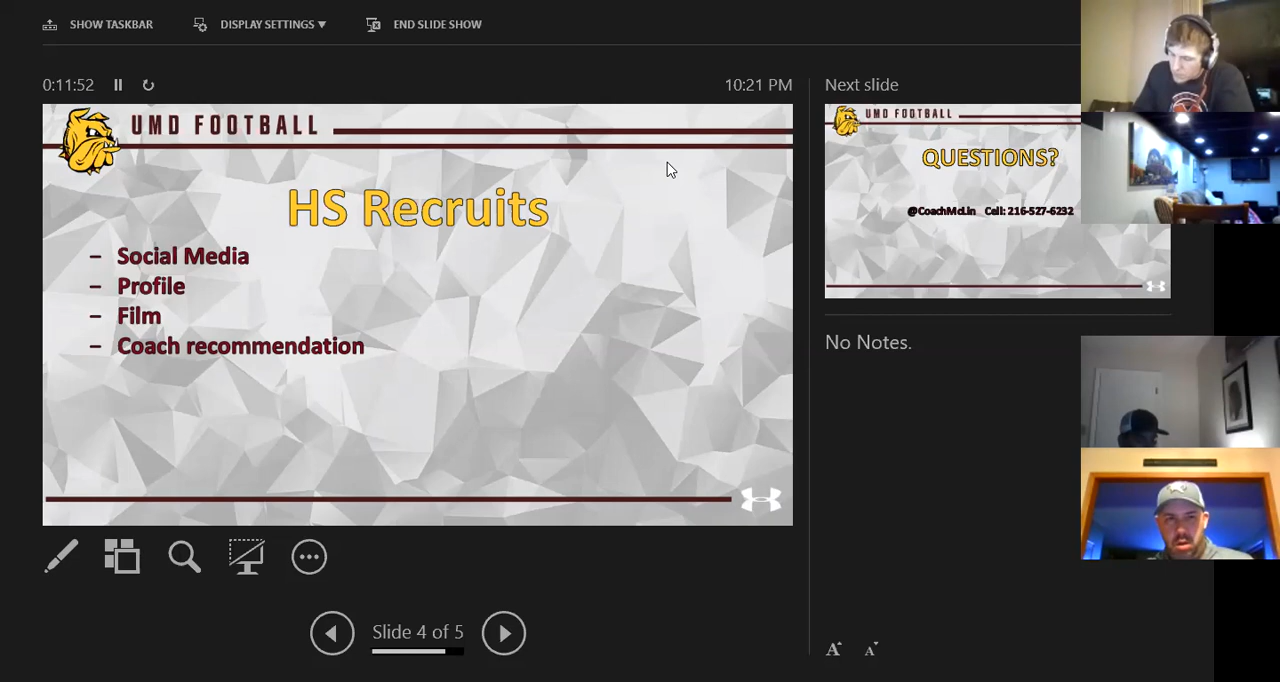 SHOW TASKBAR
DISPLAY SETTINGS ▼
END SLIDE SHOW
0:11:52
10:21 PM
UMD FOOTBALL
HS Recruits
– Social Media
– Profile
– Film
– Coach recommendation
Slide 4 of 5
Next slide
UMD FOOTBALL
QUESTIONS?
@CoachMcLin Cell: 216-527-6232
No Notes.
A A